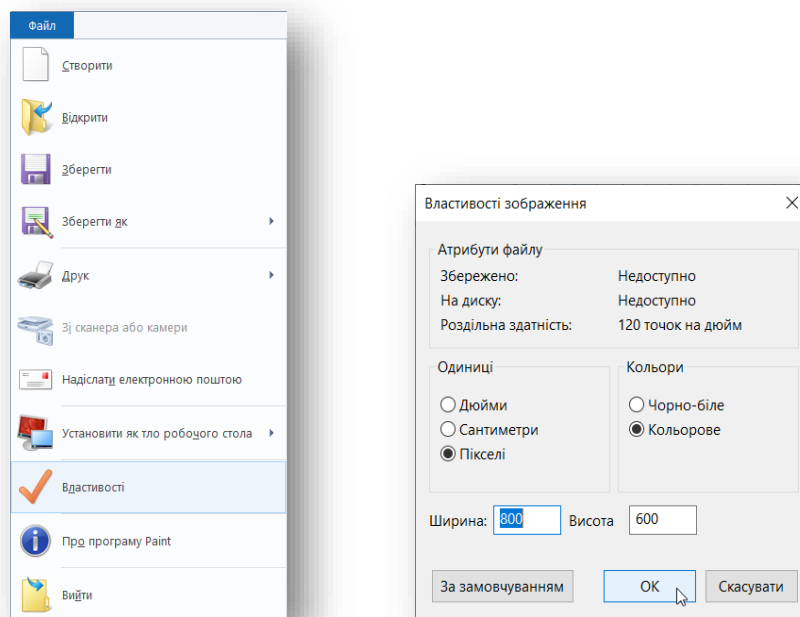 Файл
Створити
Відкрити
Зберегти
Зберегти як
Друк
Зі сканера або камери
Надіслати електронною поштою
Установити як тло робочого стола
Властивості
Про програму Paint
Вийти
Властивості зображення
Атрибути файлу
Збережено: Недоступно
На диску: Недоступно
Роздільна здатність: 120 точок на дюйм
Одиниці Кольори
Дюйми Чорно-біле
Сантиметри Кольорове
Пікселі
Ширина: 800 Висота 600
За замовчуванням ОК Скасувати